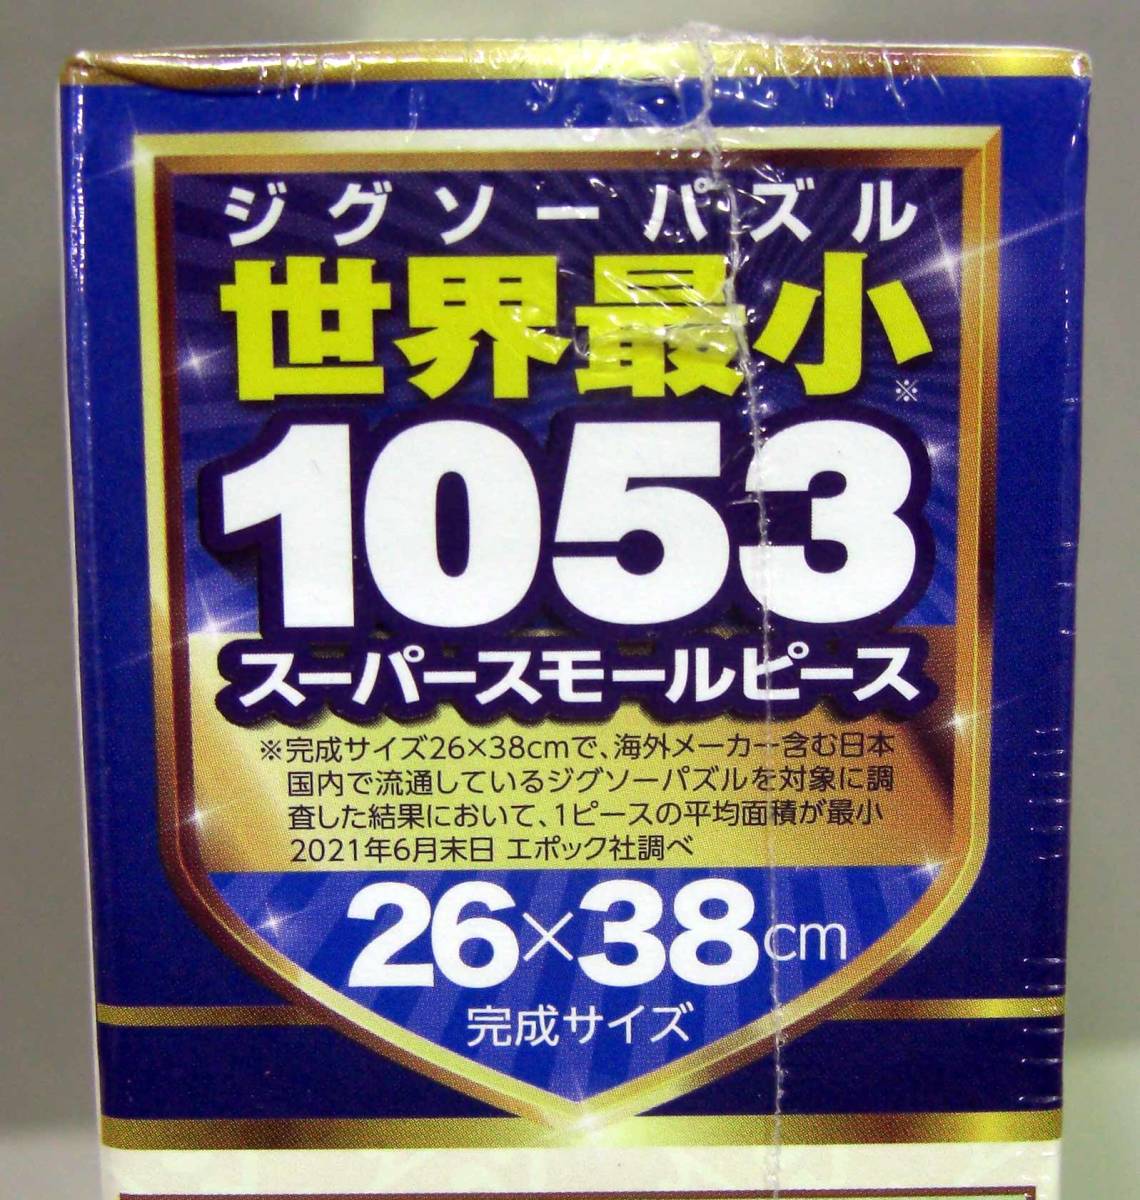 ジグソーパズル
世界最小※
1053
スーパースモールピース
※完成サイズ26×38cmで、海外メーカー含む日本
国内で流通しているジグソーパズルを対象に調
査した結果において、1ピースの平均面積が最小
2021年6月末日 エポック社調べ
26×38cm
完成サイズ